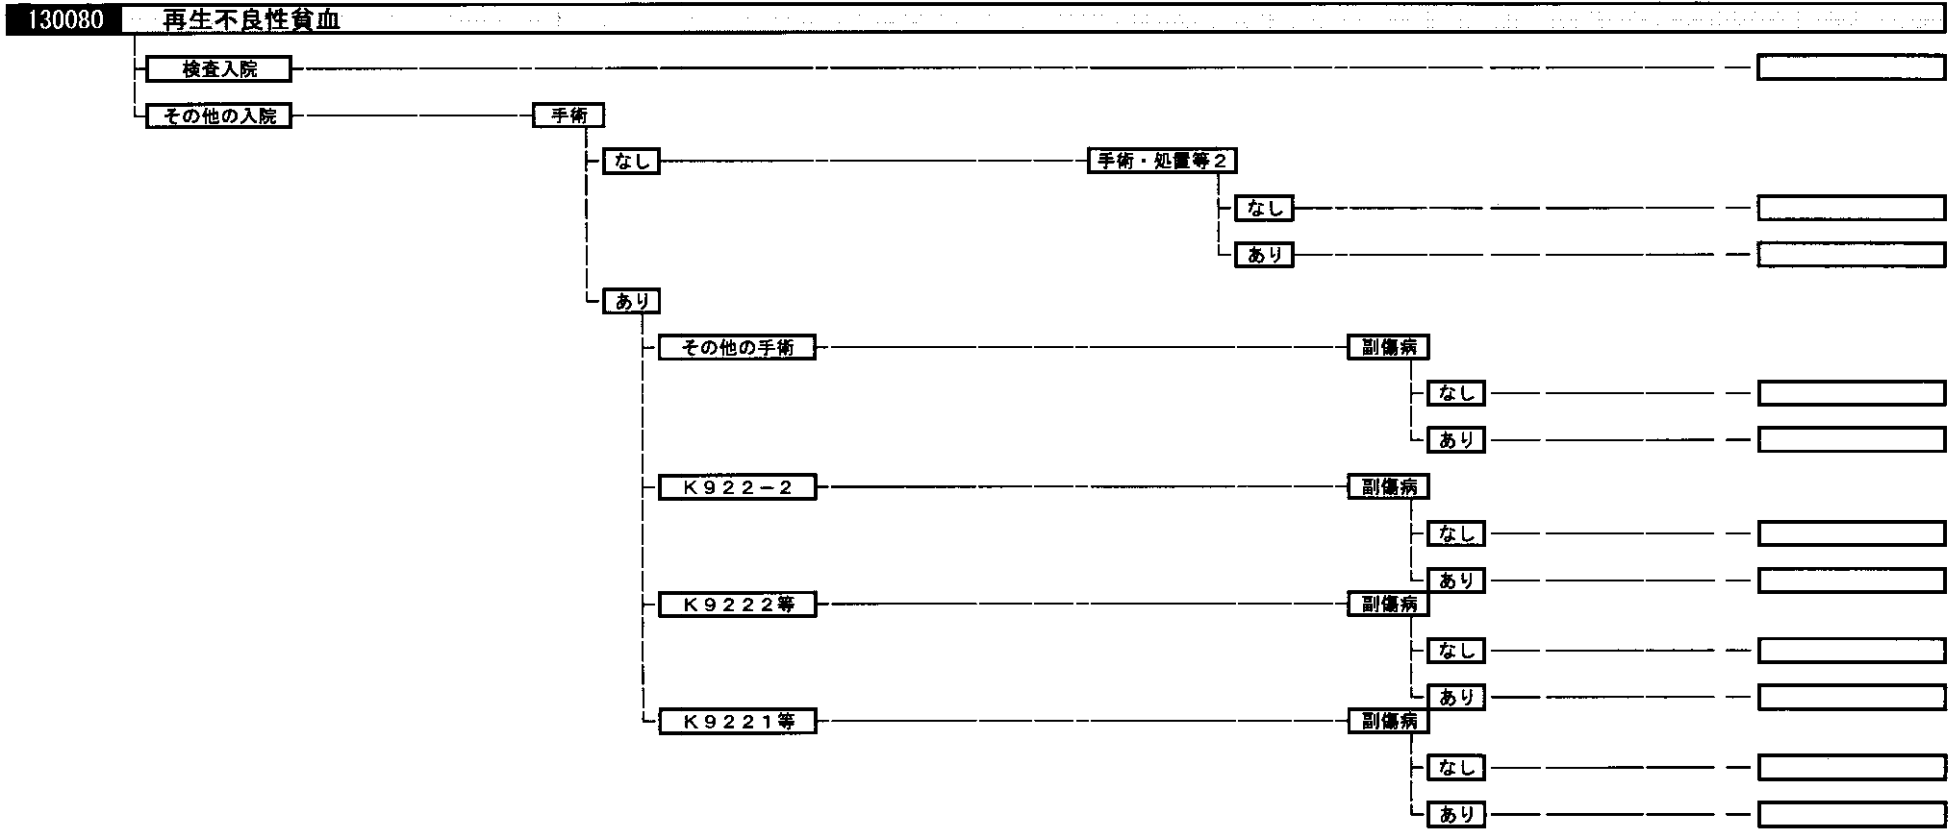 130080 再生不良性貧血
検査入院
その他の入院 手術
なし 手術・処置等2
なし
あり
あり
その他の手術 副傷病
なし
あり
K922-2 副傷病
なし
あり
K9222等 副傷病
なし
あり
K9221等 副傷病
なし
あり